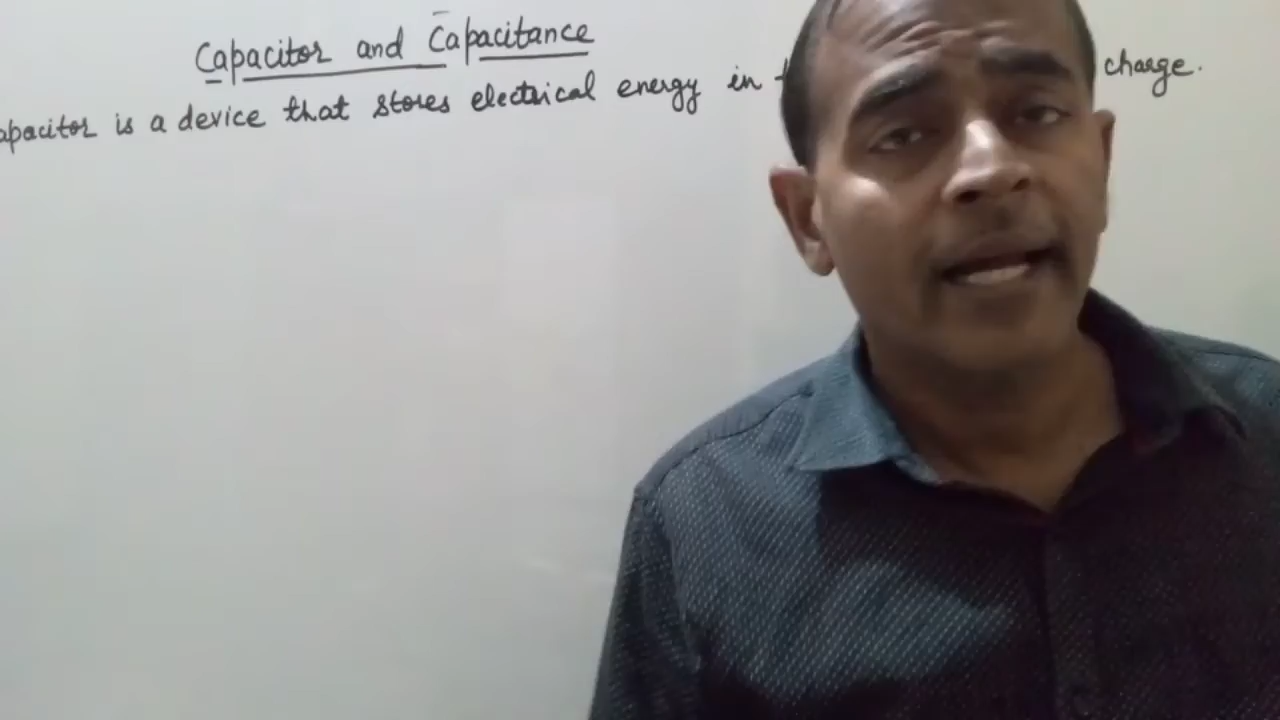 Capacitor and Capacitance
apacitor is a device that stores electrical energy in charge.